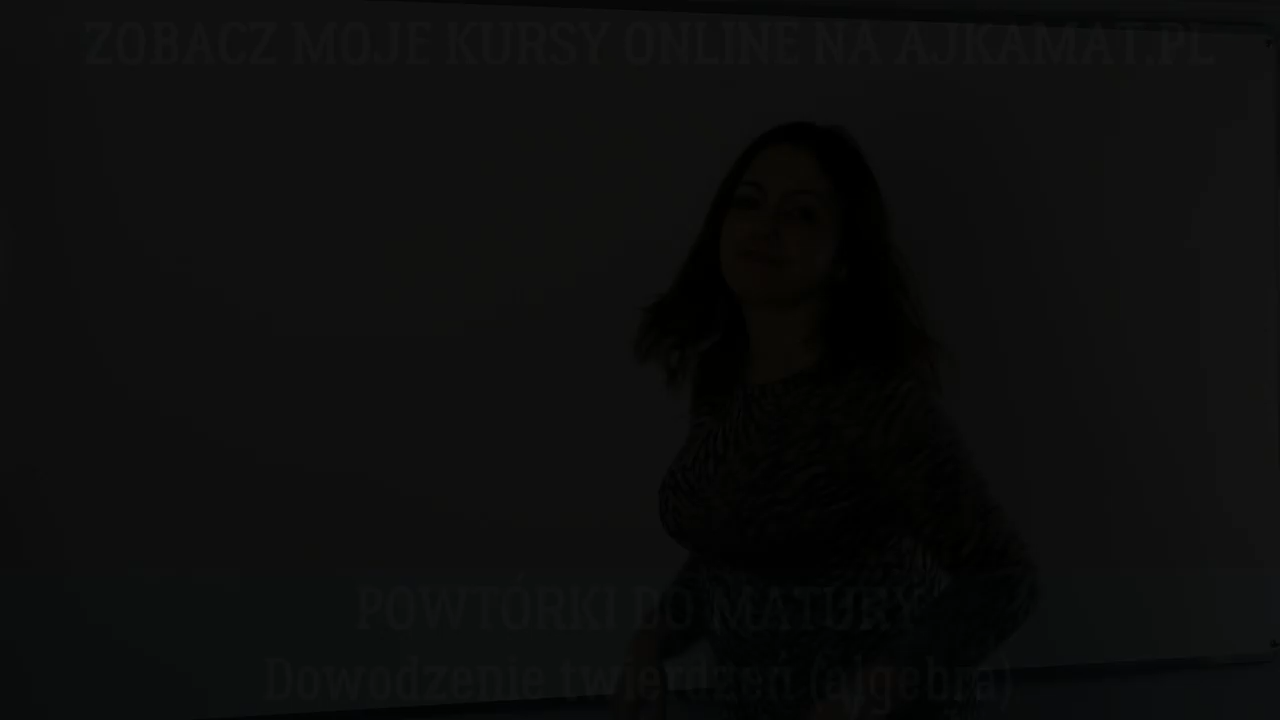 ZOBACZ MOJE KURSY ONLINE NA AJKAMAT.PL
POWTÓRKI DO MATURY
Dowodzenie twierdzeń (algebra)